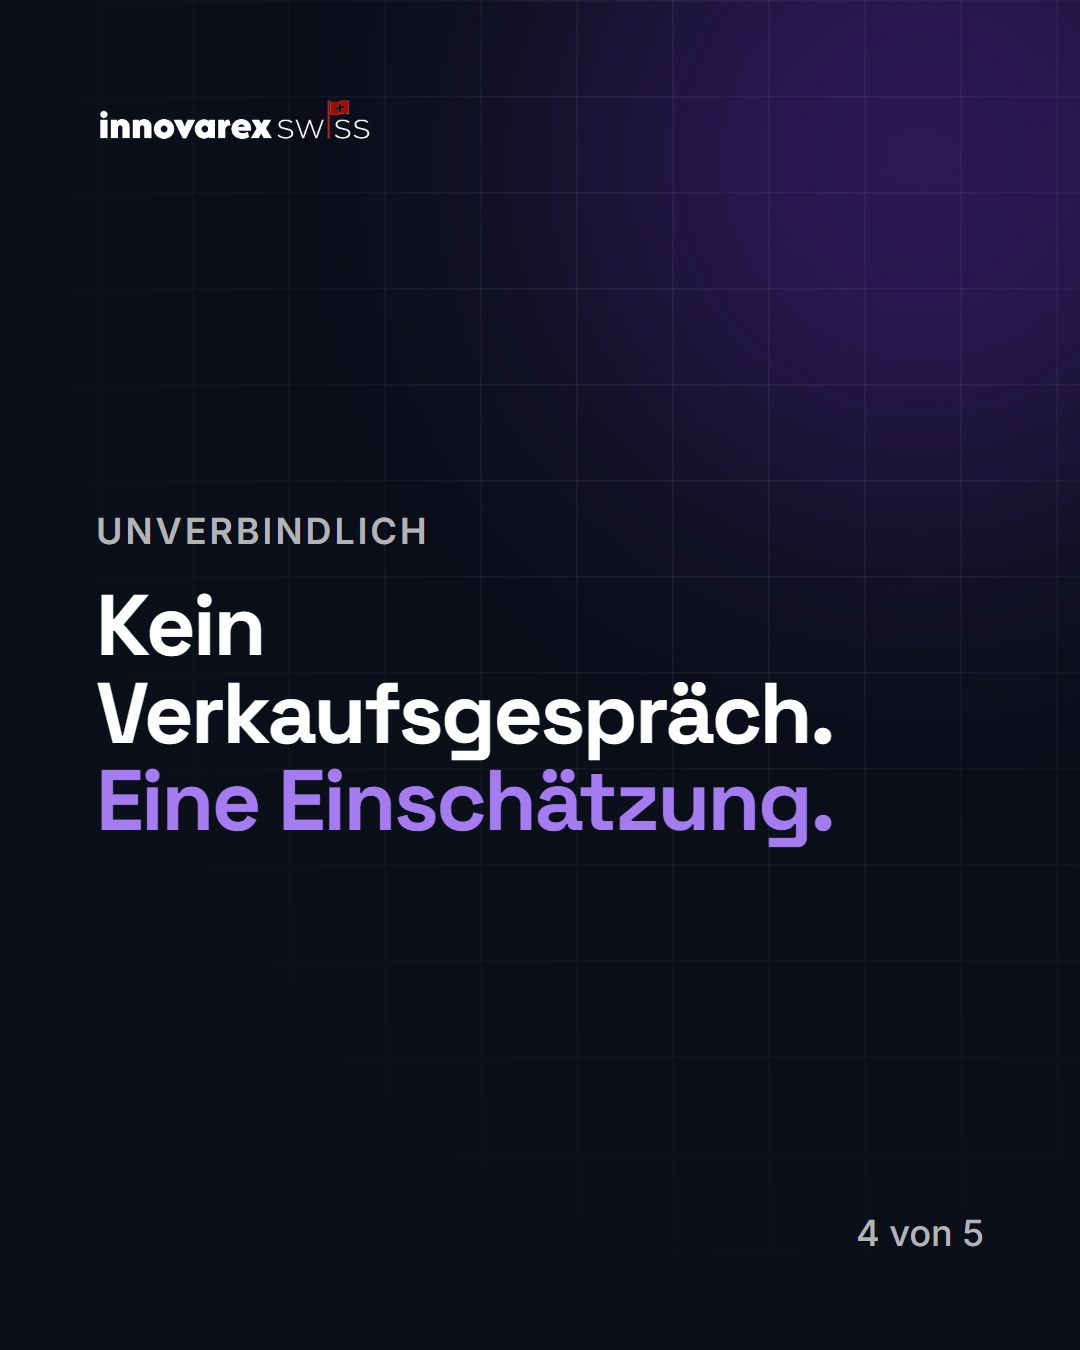 innovarex swiss
UNVERBINDLICH
Kein
Verkaufsgespräch.
Eine Einschätzung.
4 von 5